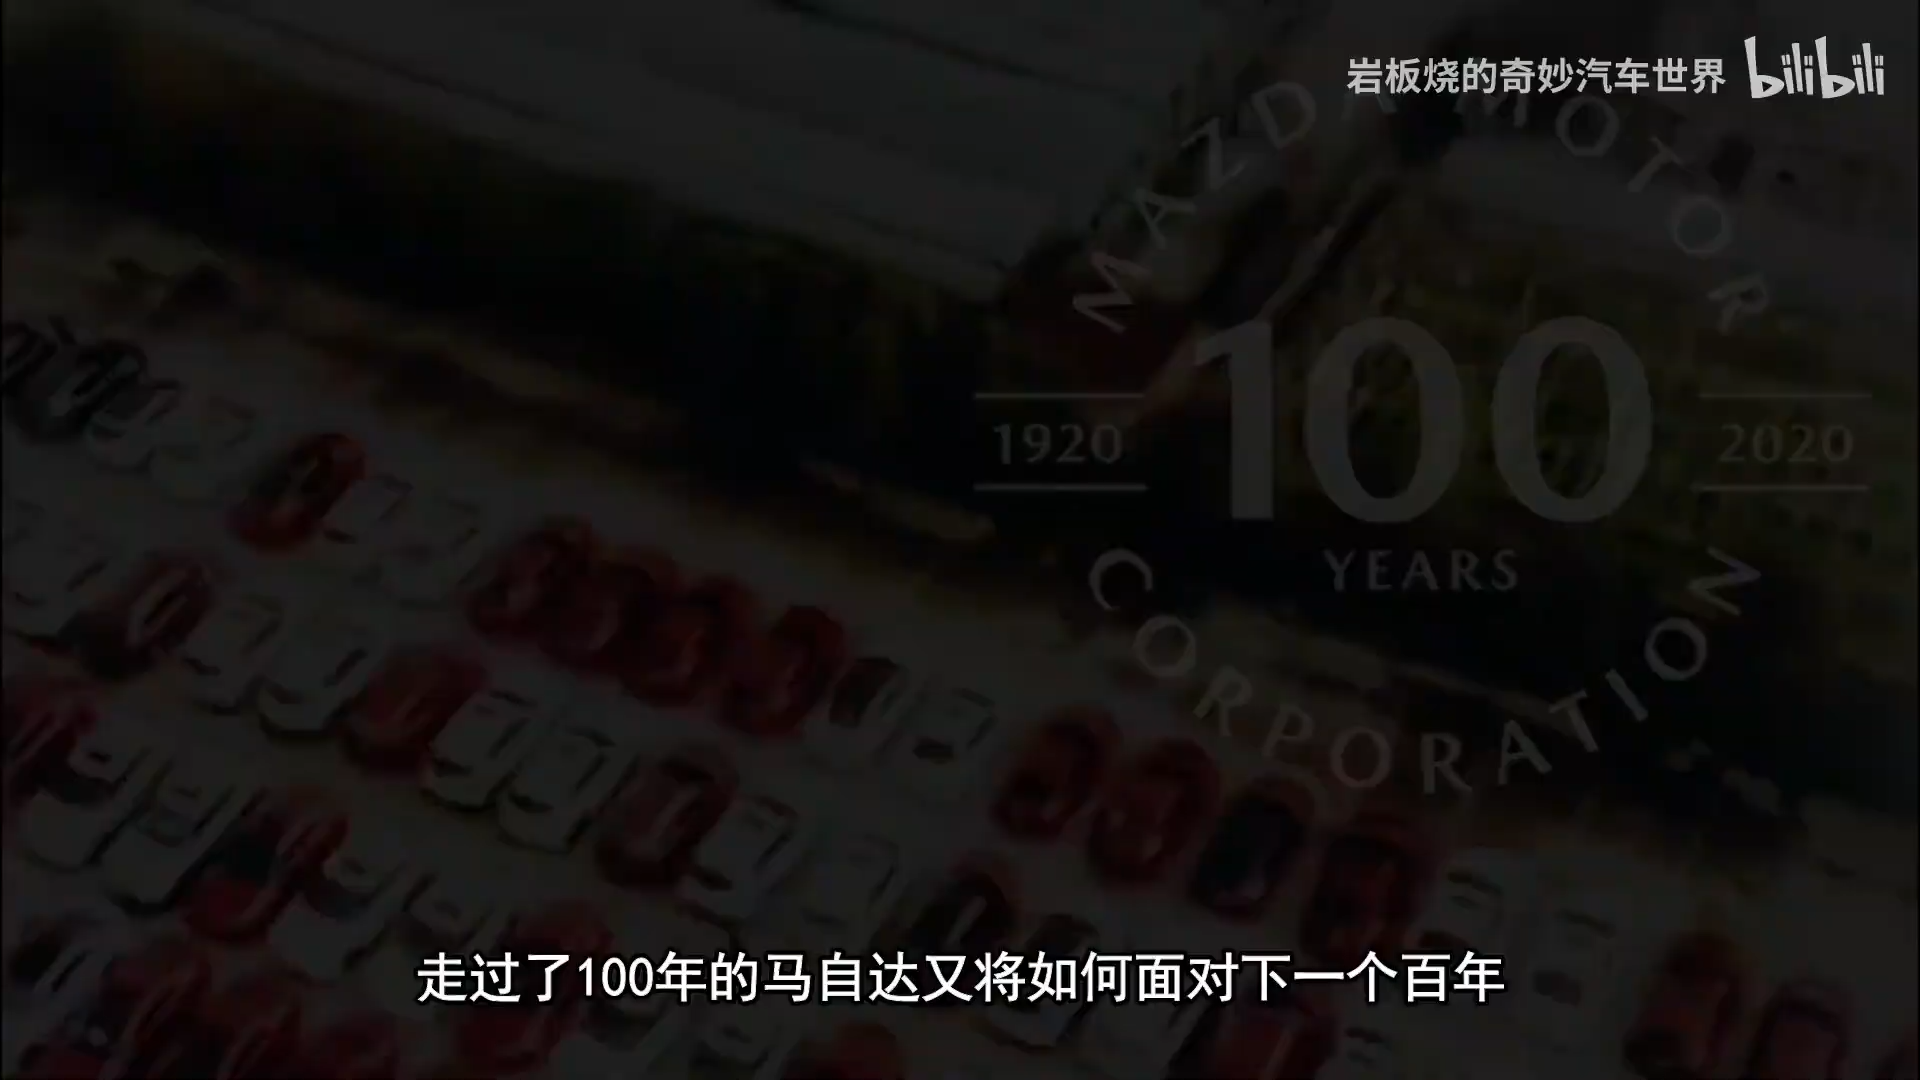 岩板烧的奇妙汽车世界 bilibili
MAZDA MOTOR
1920 100 2020
YEARS
CORPORATION
走过了100年的马自达又将如何面对下一个百年